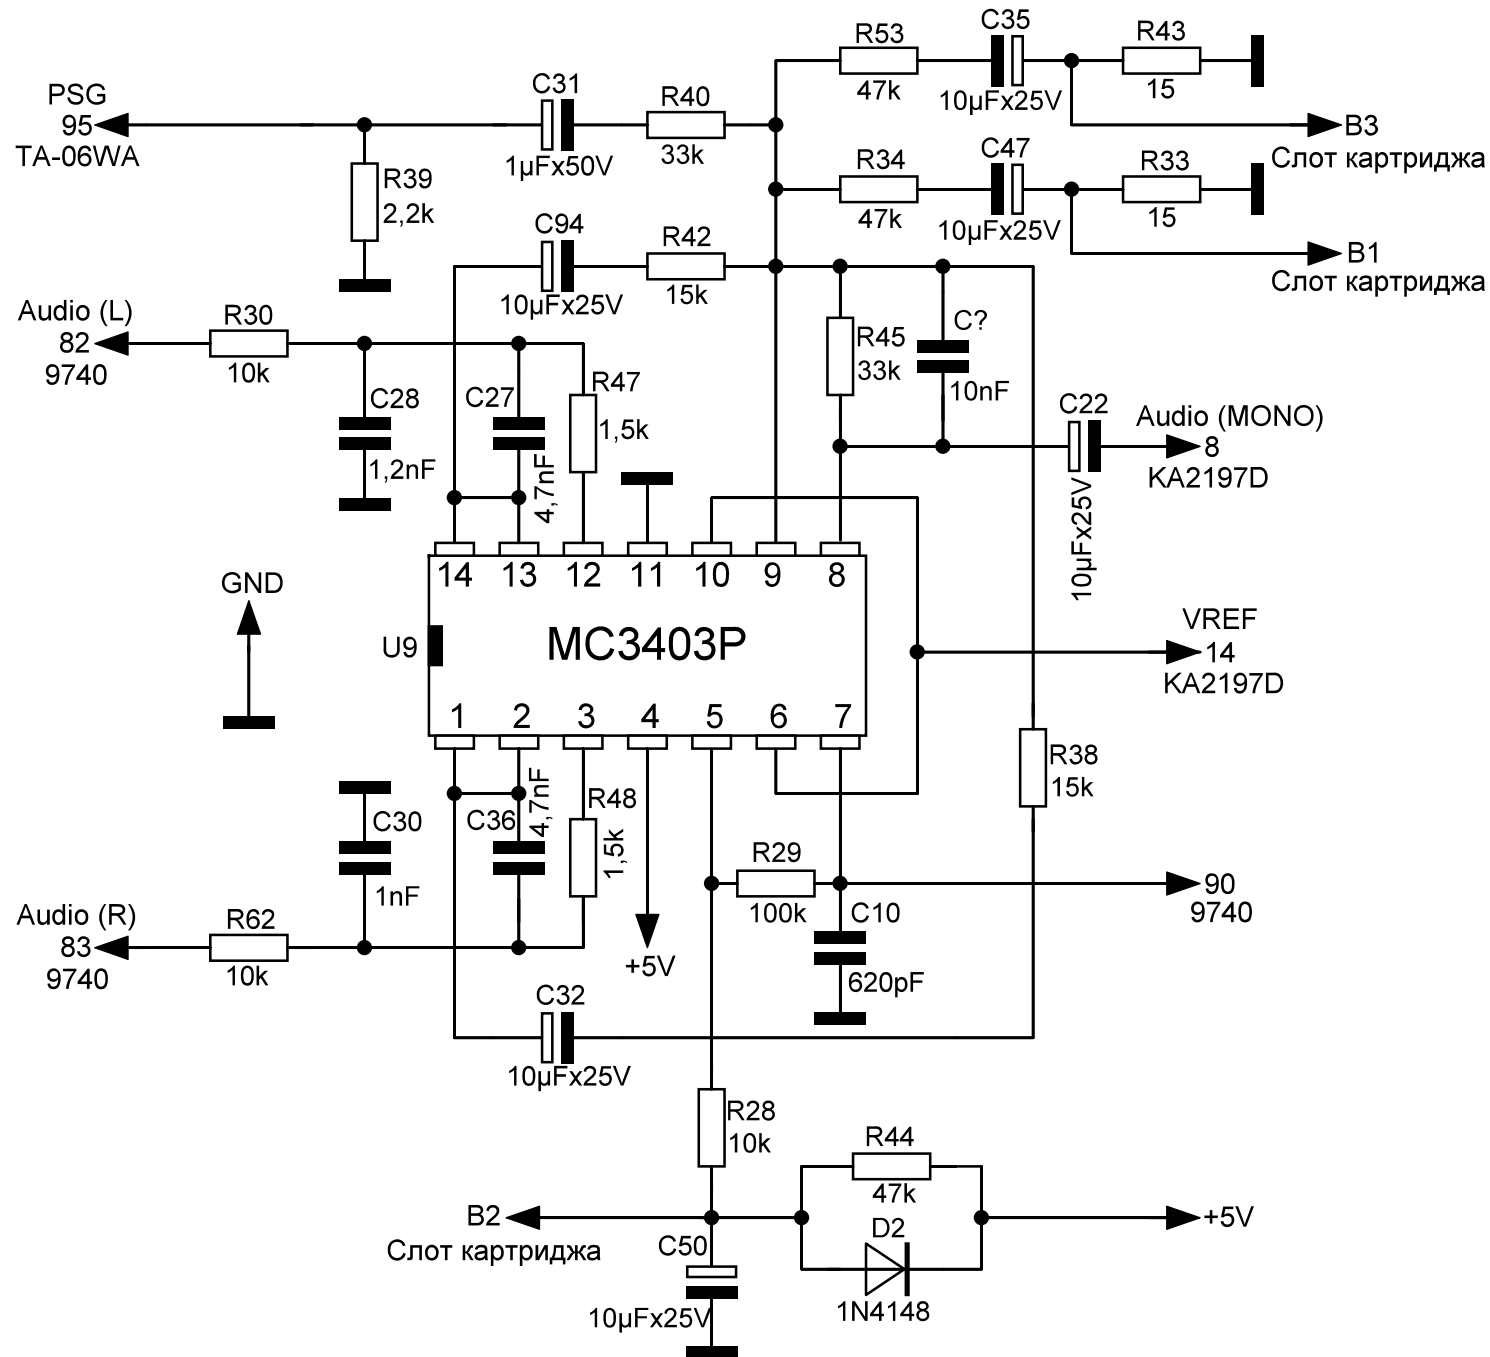 PSG
95
TA-06WA
C31
1µFx50V
R40
33k
R53
47k
C35
10µFx25V
R43
15
B3
Слот картриджа
R39
2,2k
R34
47k
C47
10µFx25V
R33
15
B1
Слот картриджа
C94
10µFx25V
R42
15k
Audio (L)
82
9740
R30
10k
C28
1,2nF
C27
4,7nF
R47
1,5k
R45
33k
C?
10nF
C22
10µFx25V
Audio (MONO)
8
KA2197D
14 13 12 11 10 9 8
GND
U9
MC3403P
VREF
14
KA2197D
1 2 3 4 5 6 7
C30
1nF
C36
4,7nF
R48
1,5k
R38
15k
R29
100k
C10
620pF
90
9740
Audio (R)
83
9740
R62
10k
+5V
C32
10µFx25V
R28
10k
R44
47k
B2
Слот картриджа
C50
10µFx25V
D2
1N4148
+5V